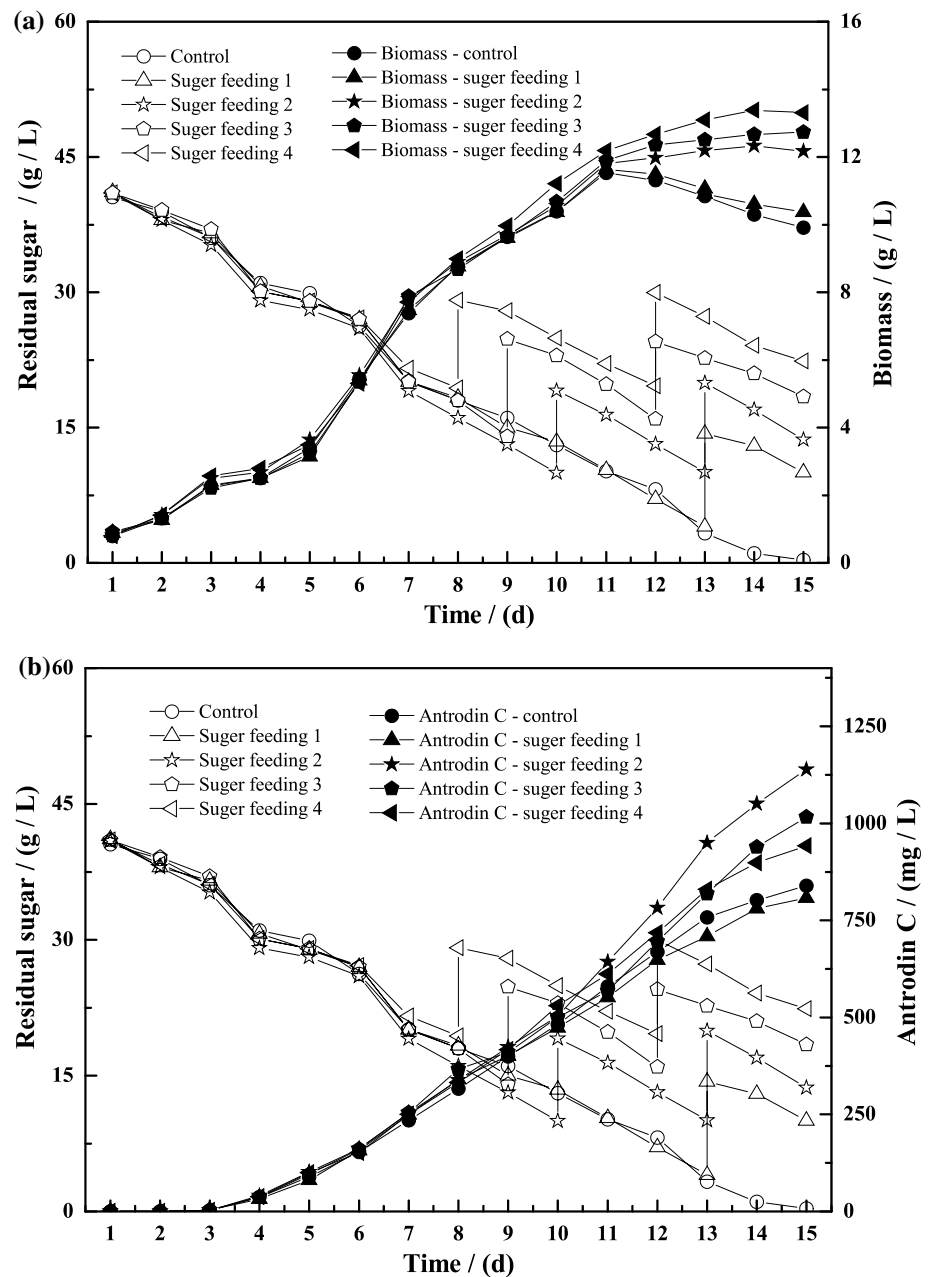 (a)
60
45
30
15
0
Residual sugar / (g / L)
Control
Suger feeding 1
Suger feeding 2
Suger feeding 3
Suger feeding 4
Biomass - control
Biomass - suger feeding 1
Biomass - suger feeding 2
Biomass - suger feeding 3
Biomass - suger feeding 4
16
12
8
4
0
Biomass / (g / L)
1 2 3 4 5 6 7 8 9 10 11 12 13 14 15
Time / (d)
(b)
60
45
30
15
0
Residual sugar / (g / L)
Control
Suger feeding 1
Suger feeding 2
Suger feeding 3
Suger feeding 4
Antrodin C - control
Antrodin C - suger feeding 1
Antrodin C - suger feeding 2
Antrodin C - suger feeding 3
Antrodin C - suger feeding 4
1250
1000
750
500
250
0
Antrodin C / (mg / L)
1 2 3 4 5 6 7 8 9 10 11 12 13 14 15
Time / (d)